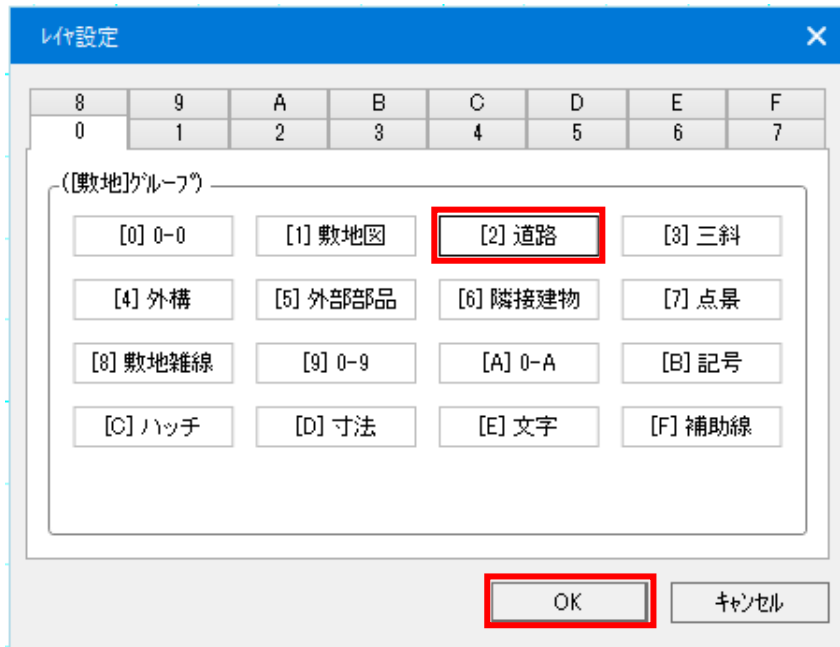 ﾚｲﾔ設定
8 9 A B C D E F
0 1 2 3 4 5 6 7
([敷地]ｸﾞﾙｰﾌﾟ)
[0] 0-0 [1] 敷地図 [2] 道路 [3] 三斜
[4] 外構 [5] 外部部品 [6] 隣接建物 [7] 点景
[8] 敷地雑線 [9] 0-9 [A] 0-A [B] 記号
[C] ハッチ [D] 寸法 [E] 文字 [F] 補助線
OK ｷｬﾝｾﾙ